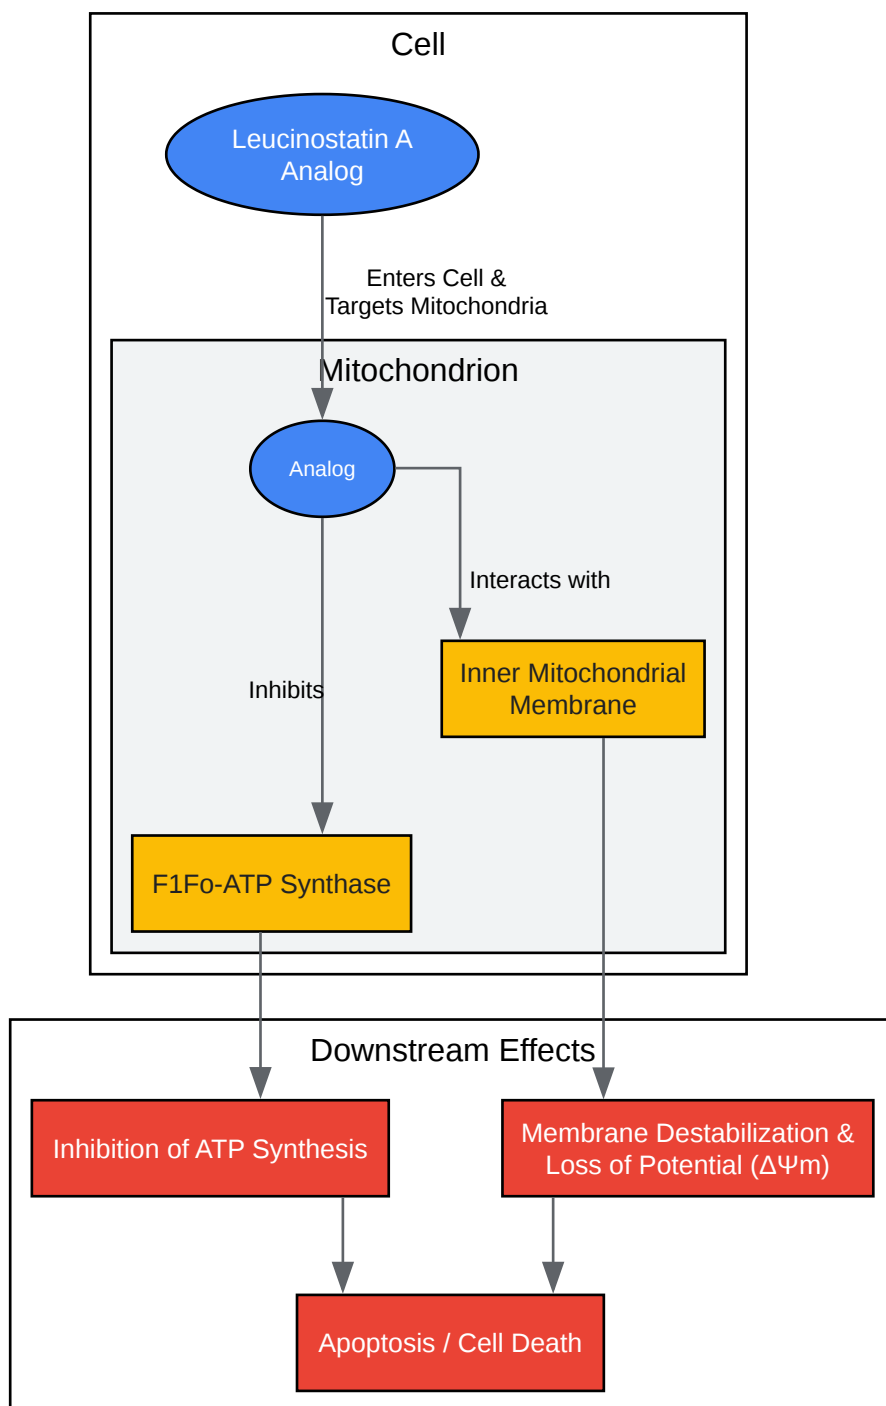 Cell
Leucinostatin A
Analog
Enters Cell &
Targets Mitochondria
Mitochondrion
Analog
Interacts with
Inner Mitochondrial
Membrane
Inhibits
F1Fo-ATP Synthase
Downstream Effects
Inhibition of ATP Synthesis
Membrane Destabilization &
Loss of Potential (ΔΨm)
Apoptosis / Cell Death